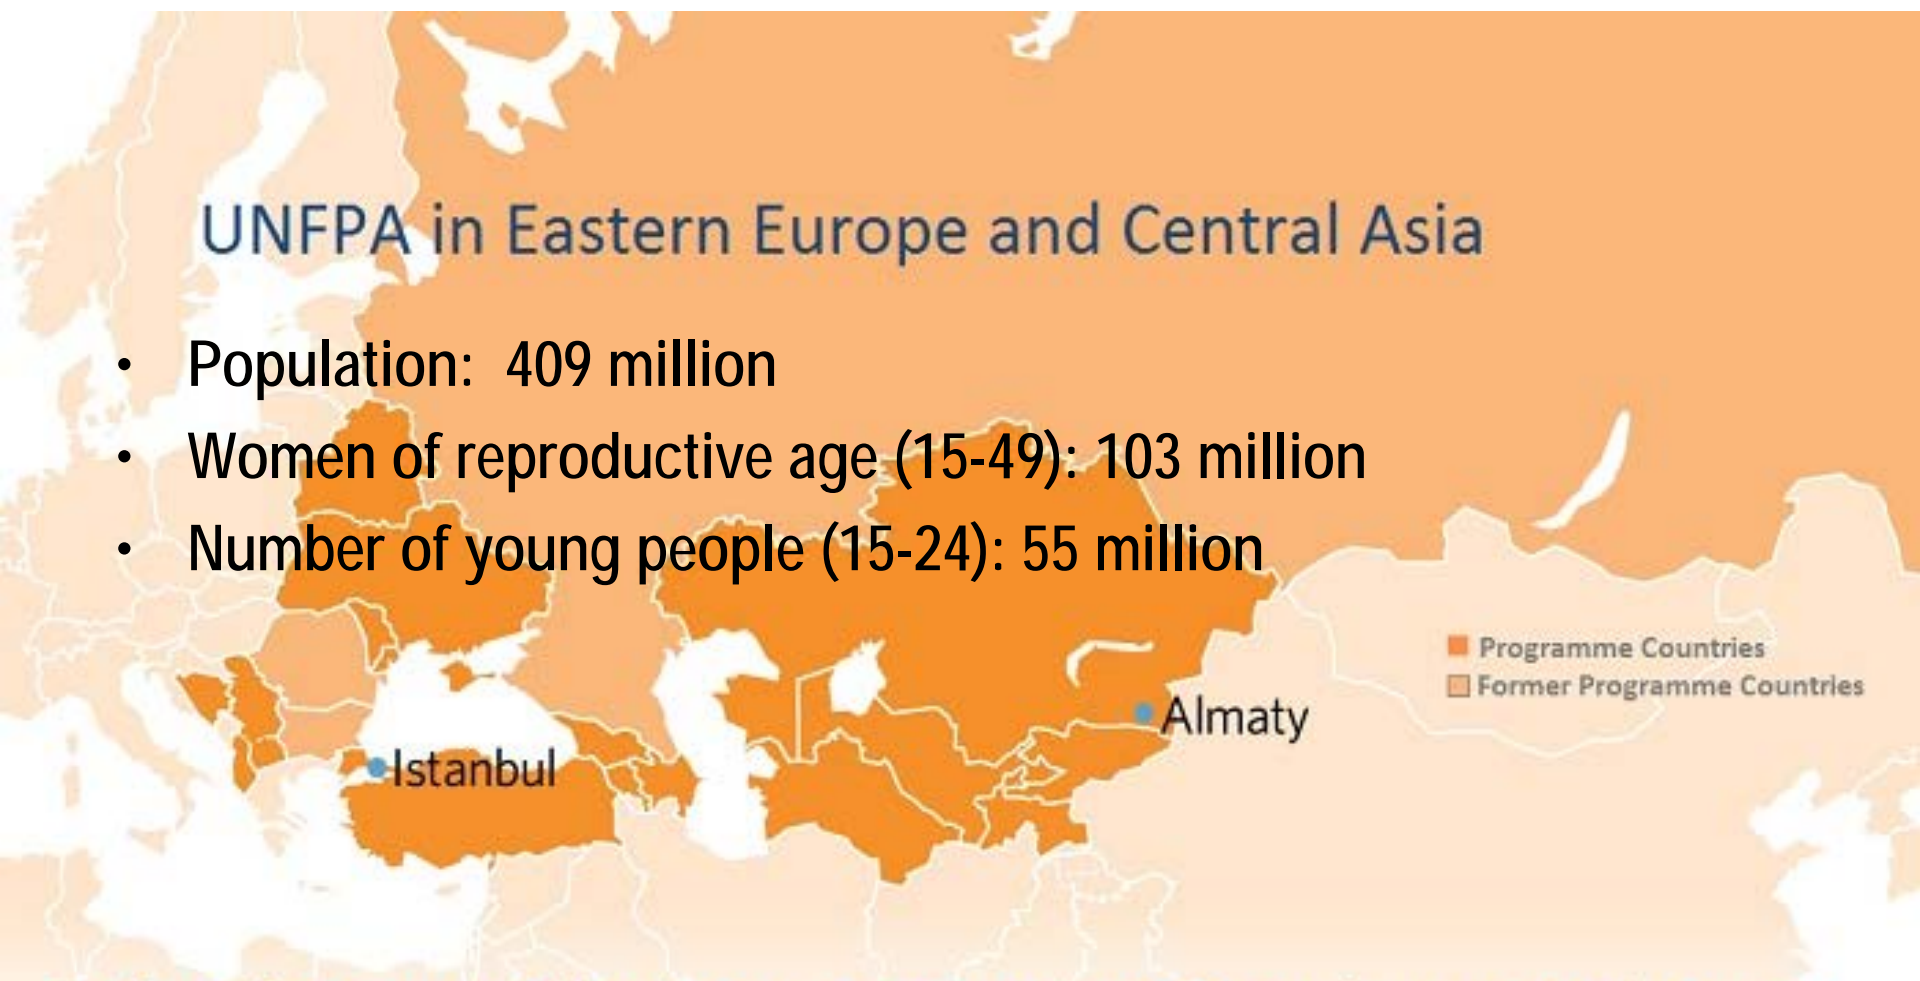 UNFPA in Eastern Europe and Central Asia
• Population: 409 million
• Women of reproductive age (15-49): 103 million
• Number of young people (15-24): 55 million
Programme Countries
Former Programme Countries
Almaty
Istanbul